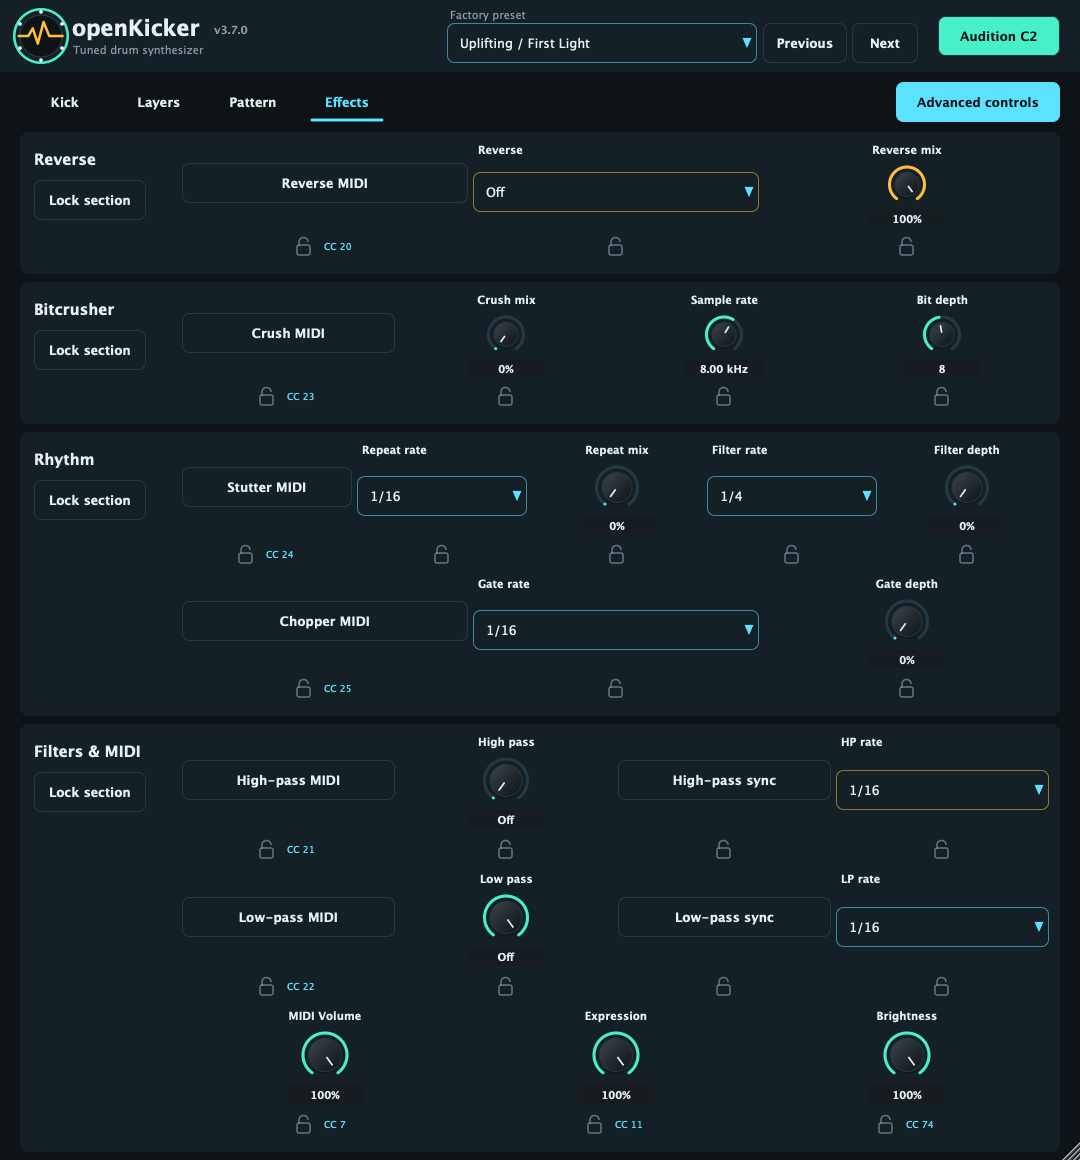 openKicker v3.7.0
Tuned drum synthesizer
Factory preset
Uplifting / First Light
Previous
Next
Audition C2
Kick
Layers
Pattern
Effects
Advanced controls
Reverse
Lock section
Reverse MIDI
CC 20
Reverse
Off
Reverse mix
100%
Bitcrusher
Lock section
Crush MIDI
CC 23
Crush mix
0%
Sample rate
8.00 kHz
Bit depth
8
Rhythm
Lock section
Stutter MIDI
CC 24
Repeat rate
1/16
Repeat mix
0%
Filter rate
1/4
Filter depth
0%
Chopper MIDI
CC 25
Gate rate
1/16
Gate depth
0%
Filters & MIDI
Lock section
High-pass MIDI
CC 21
High pass
Off
High-pass sync
HP rate
1/16
Low-pass MIDI
CC 22
Low pass
Off
Low-pass sync
LP rate
1/16
MIDI Volume
100%
CC 7
Expression
100%
CC 11
Brightness
100%
CC 74